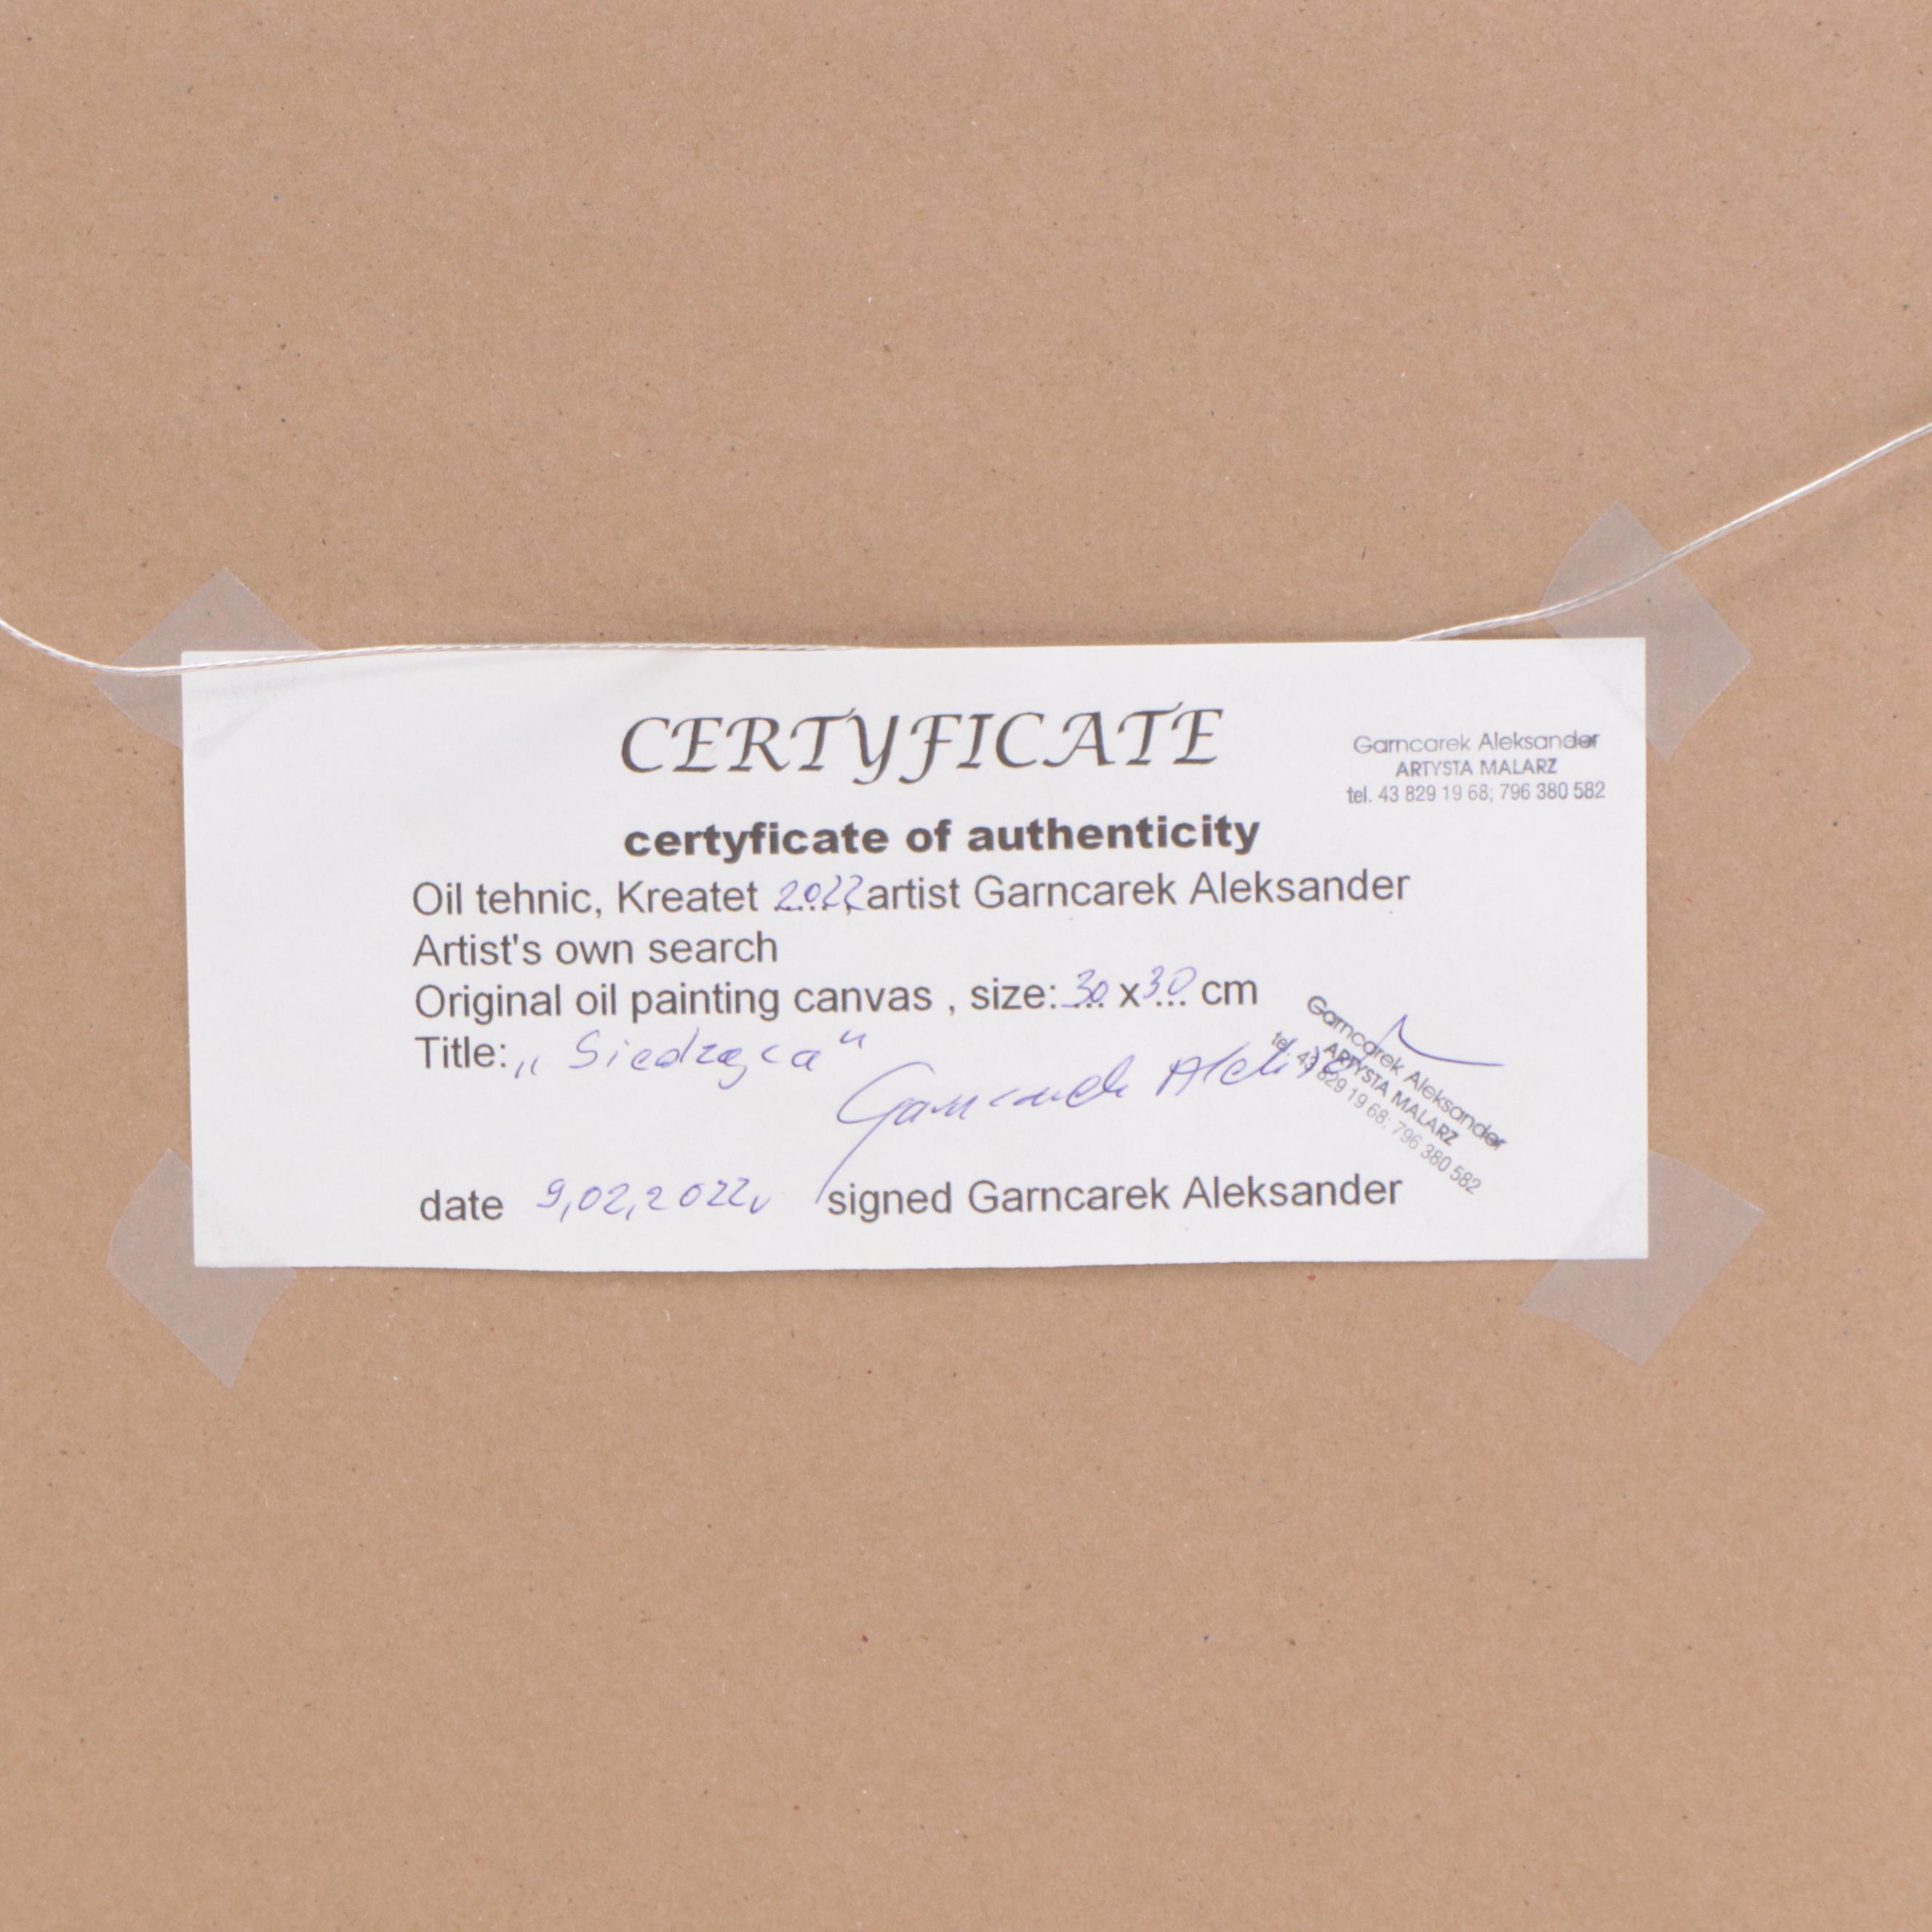 CERTYFICATE
Garncarek Aleksander
ARTYSTA MALARZ
tel. 43 829 19 68; 796 380 582
certyficate of authenticity
Oil tehnic, Kreatet 2022 artist Garncarek Aleksander
Artist's own search
Original oil painting canvas , size: 30 x 30 cm
Title: „ Siedząca "
Garncarek Aleksander
ARTYSTA MALARZ
tel. 43 829 19 68; 796 380 582
date 9,02,2022r signed Garncarek Aleksander